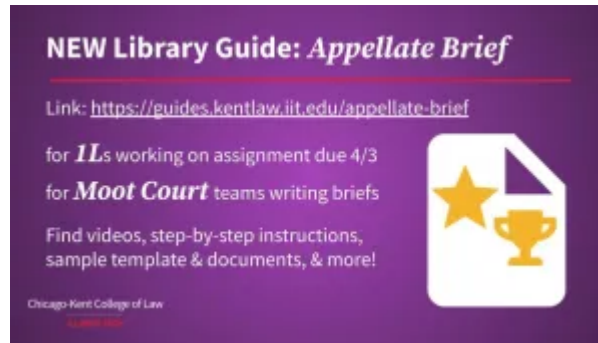 NEW Library Guide: Appellate Brief
Link: https://guides.kentlaw.iit.edu/appellate-brief
for 1Ls working on assignment due 4/3
for Moot Court teams writing briefs
Find videos, step-by-step instructions,
sample template & documents, & more!
Chicago-Kent College of Law